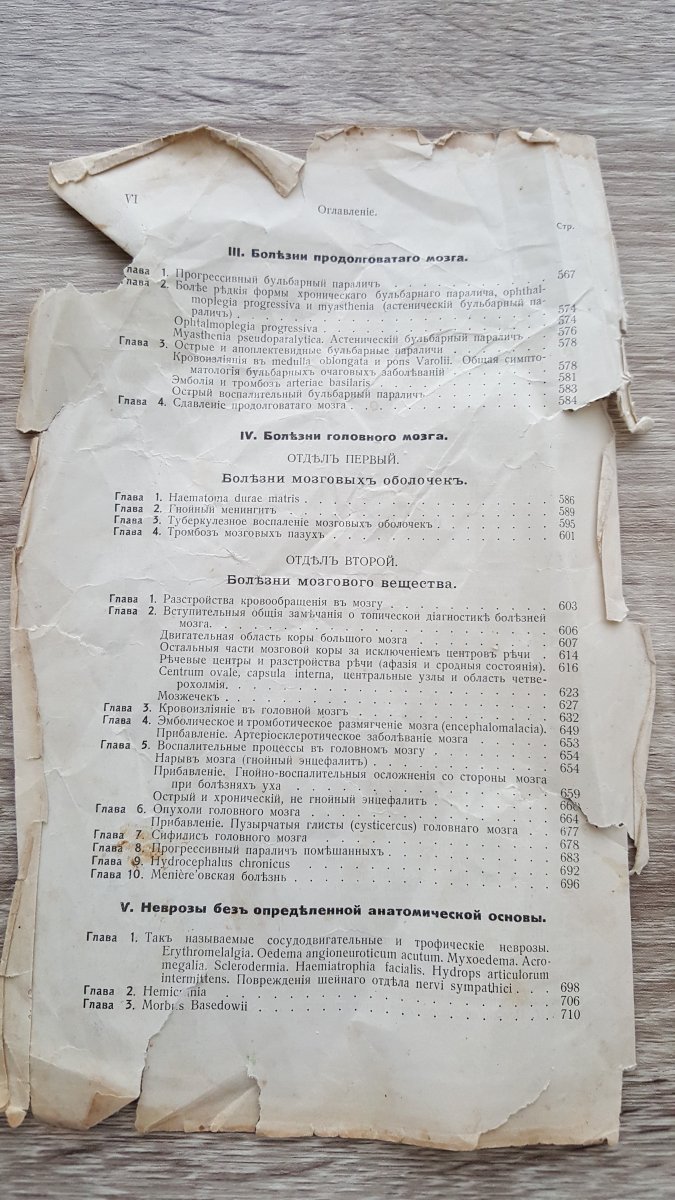 VI
Оглавленіе.
Стр.
III. Болѣзни продолговатаго мозга.
Глава 1. Прогрессивный бульбарный параличъ . 567
Глава 2. Болѣе рѣдкія формы хроническаго бульбарнаго паралича, ophthal-
moplegia progressiva и myasthenia (астеническій бульбарный па-
раличъ) . 574
Ophtalmoplegia progressiva . 574
Myasthenia pseudoparalytica. Астеническій бульбарный параличъ . 576
Глава 3. Острые и апоплектевидные бульбарные параличи . 578
Кровоизліянія въ medulla oblongata и pons Varolii. Общая симпто-
матологія бульбарныхъ очаговыхъ заболѣваній . 578
Эмболія и тромбозъ arteriae basilaris . 581
Острый воспалительный бульбарный параличъ . 583
Глава 4. Сдавленіе продолговатаго мозга . 584
IV. Болѣзни головного мозга.
ОТДѢЛЪ ПЕРВЫЙ.
Болѣзни мозговыхъ оболочекъ.
Глава 1. Haematoma durae matris . 586
Глава 2. Гнойный менингитъ . 589
Глава 3. Туберкулезное воспаленіе мозговыхъ оболочекъ . 595
Глава 4. Тромбозъ мозговыхъ пазухъ . 601
ОТДѢЛЪ ВТОРОЙ.
Болѣзни мозгового вещества.
Глава 1. Разстройства кровообращенія въ мозгу . 603
Глава 2. Вступительныя общія замѣчанія о топической діагностикѣ болѣзней
мозга. 606
Двигательная область коры большого мозга . 607
Остальныя части мозговой коры за исключеніемъ центровъ рѣчи . 614
Рѣчевые центры и разстройства рѣчи (афазія и сродныя состоянія). 616
Centrum ovale, capsula interna, центральные узлы и область четве-
рохолмія. 623
Мозжечекъ . 627
Глава 3. Кровоизліяніе въ головной мозгъ . 632
Глава 4. Эмболическое и тромботическое размягченіе мозга (encephalomalacia). 649
Прибавленіе. Артеріосклеротическое заболѣваніе мозга . 653
Глава 5. Воспалительные процессы въ головномъ мозгу . 654
Нарывъ мозга (гнойный энцефалитъ) . 654
Прибавленіе. Гнойно-воспалительныя осложненія со стороны мозга
при болѣзняхъ уха . 659
Острый и хроническій, не гнойный энцефалитъ .
Глава 6. Опухоли головного мозга . 664
Прибавленіе. Пузырчатыя глисты (cysticercus) головнаго мозга . 677
Глава 7. Сифилисъ головного мозга . 678
Глава 8. Прогрессивный параличъ помѣшанныхъ . 683
Глава 9. Hydrocephalus chronicus . 692
Глава 10. Menière'овская болѣзнь . 696
V. Неврозы безъ опредѣленной анатомической основы.
Глава 1. Такъ называемые сосудодвигательные и трофическіе неврозы.
Erythromelalgia. Oedema angioneuroticum acutum. Myxoedema. Acro-
megalia. Sclerodermia. Haemiatrophia facialis. Hydrops articulorum
intermittens. Поврежденія шейнаго отдѣла nervi sympathici . 698
Глава 2. Hemicrania . 706
Глава 3. Morbus Basedowii . 710